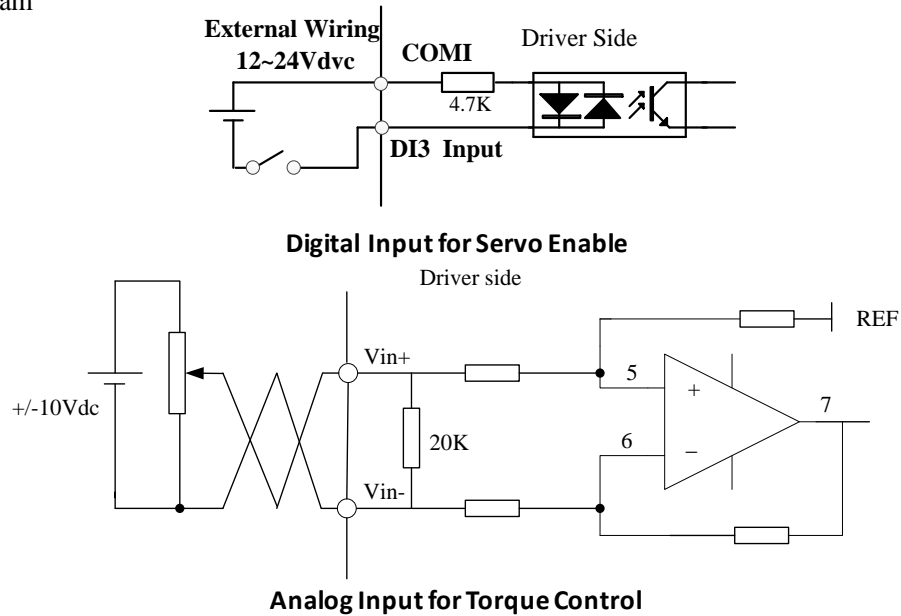 External Wiring
12~24Vdvc
COMI
Driver Side
4.7K
DI3 Input
Digital Input for Servo Enable
Driver side
REF
Vin+
5
+
+/-10Vdc
7
20K
6
−
Vin-
Analog Input for Torque Control